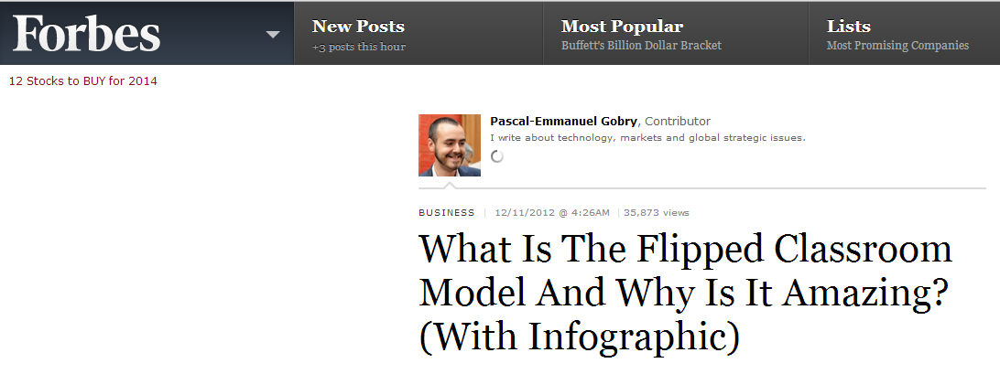 Forbes
New Posts
+3 posts this hour
Most Popular
Buffett's Billion Dollar Bracket
Lists
Most Promising Companies
12 Stocks to BUY for 2014
Pascal-Emmanuel Gobry, Contributor
I write about technology, markets and global strategic issues.
BUSINESS | 12/11/2012 @ 4:26AM | 35,873 views
What Is The Flipped Classroom
Model And Why Is It Amazing?
(With Infographic)